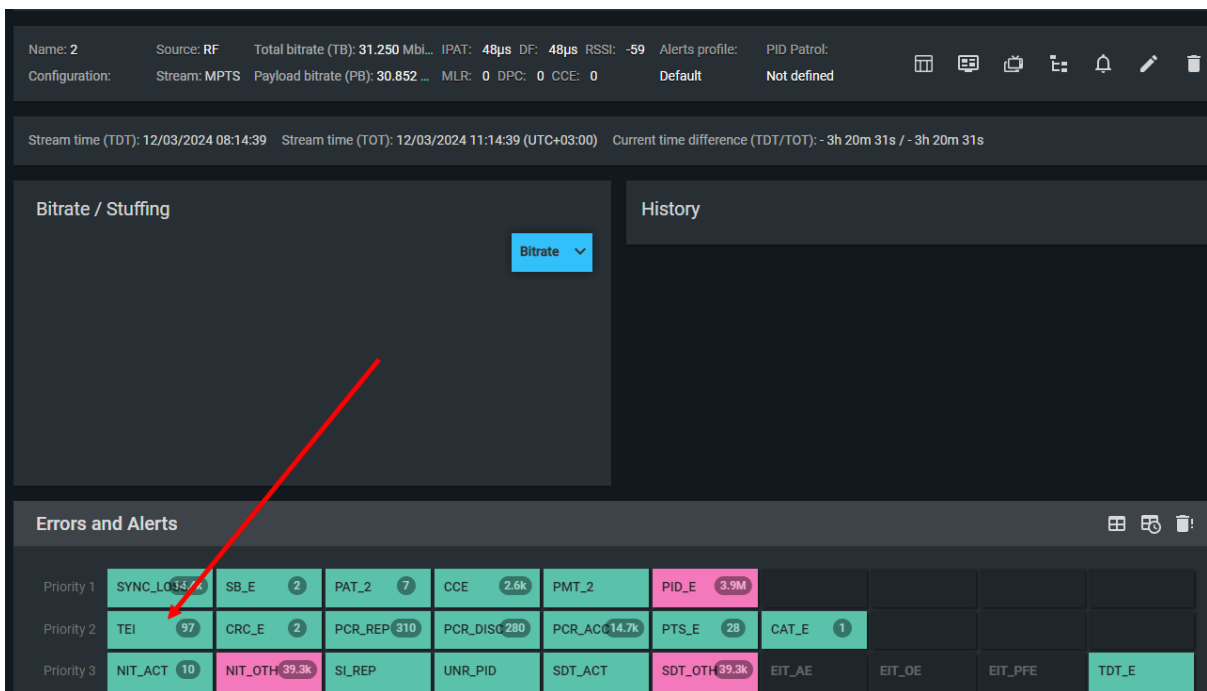 Name: 2 Source: RF Total bitrate (TB): 31.250 Mbi... IPAT: 48µs DF: 48µs RSSI: -59 Alerts profile: PID Patrol:
Configuration: Stream: MPTS Payload bitrate (PB): 30.852 ... MLR: 0 DPC: 0 CCE: 0 Default Not defined
Stream time (TDT): 12/03/2024 08:14:39 Stream time (TOT): 12/03/2024 11:14:39 (UTC+03:00) Current time difference (TDT/TOT): - 3h 20m 31s / - 3h 20m 31s
Bitrate / Stuffing
History
Bitrate
Errors and Alerts
Priority 1 SYNC_LOSS SB_E 2 PAT_2 7 CCE 2.6k PMT_2 PID_E 3.9M
Priority 2 TEI 97 CRC_E 2 PCR_REP 310 PCR_DISC 280 PCR_ACC 14.7k PTS_E 28 CAT_E 1
Priority 3 NIT_ACT 10 NIT_OTH 39.3k SI_REP UNR_PID SDT_ACT SDT_OTH 39.3k EIT_AE EIT_OE EIT_PFE TDT_E